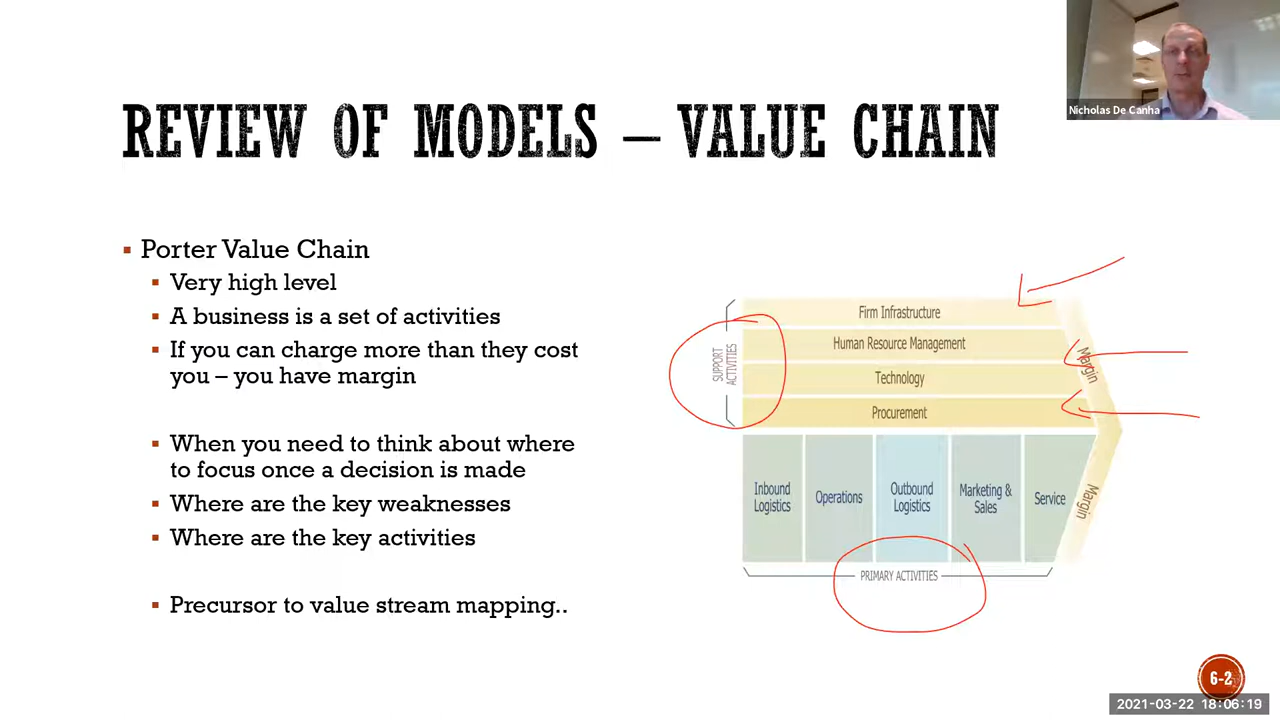 Nicholas De Canha
REVIEW OF MODELS – VALUE CHAIN
Porter Value Chain
Very high level
A business is a set of activities
If you can charge more than they cost
you – you have margin
When you need to think about where
to focus once a decision is made
Where are the key weaknesses
Where are the key activities
Precursor to value stream mapping..
SUPPORT
ACTIVITIES
Firm Infrastructure
Human Resource Management
Technology
Procurement
Margin
Inbound
Logistics
Operations
Outbound
Logistics
Marketing &
Sales
Service
Margin
PRIMARY ACTIVITIES
6-2
2021-03-22 18:06:19